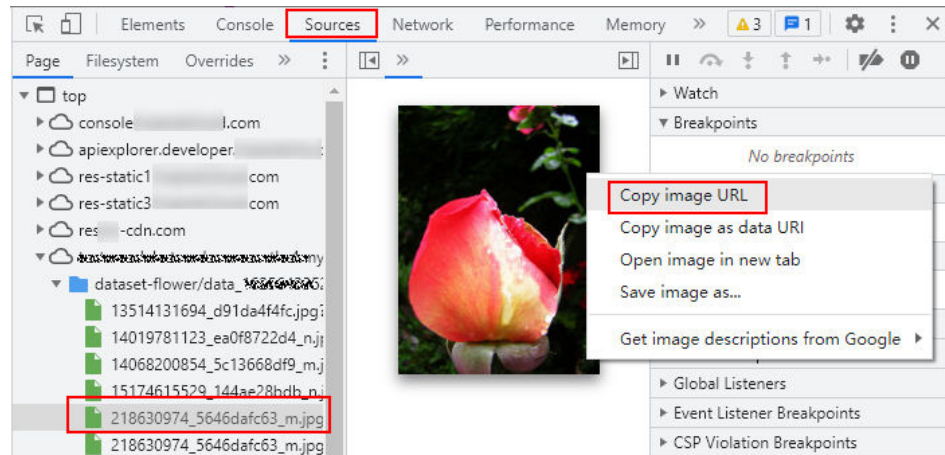 Elements Console Sources Network Performance Memory » 3 1
Page Filesystem Overrides » »
top
console l.com
apiexplorer.developer.
res-static1 com
res-static3 com
res -cdn.com
my
dataset-flower/data_
13514131694_d91da4f4fc.jpg?
14019781123_ea0f8722d4_n.j
14068200854_5c13668df9_m.j
15174615529_144ae28bdb_n.j
218630974_5646dafc63_m.jpg
218630974_5646dafc63_m.jpg
Watch
Breakpoints
No breakpoints
Copy image URL
Copy image as data URI
Open image in new tab
Save image as...
Get image descriptions from Google
Global Listeners
Event Listener Breakpoints
CSP Violation Breakpoints